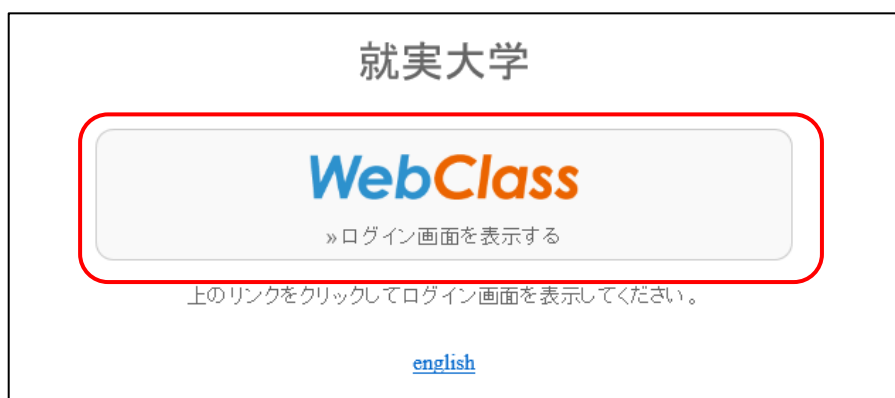 就実大学
WebClass
»ログイン画面を表示する
上のリンクをクリックしてログイン画面を表示してください。
english